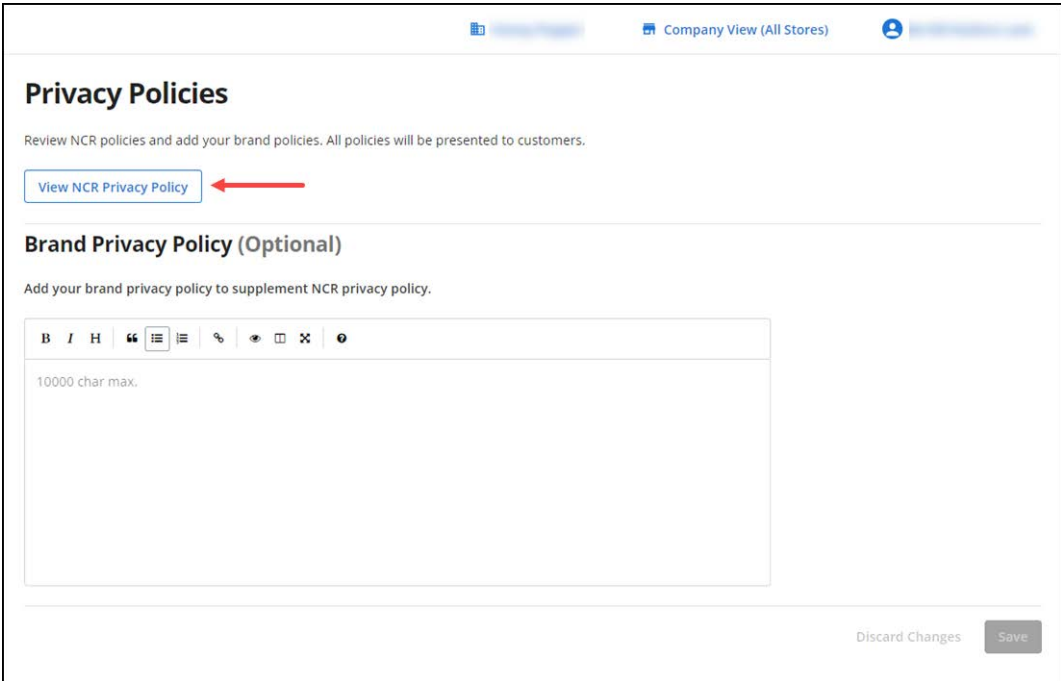 Company View (All Stores)
Privacy Policies
Review NCR policies and add your brand policies. All policies will be presented to customers.
View NCR Privacy Policy
Brand Privacy Policy (Optional)
Add your brand privacy policy to supplement NCR privacy policy.
B I H
10000 char max.
Discard Changes Save